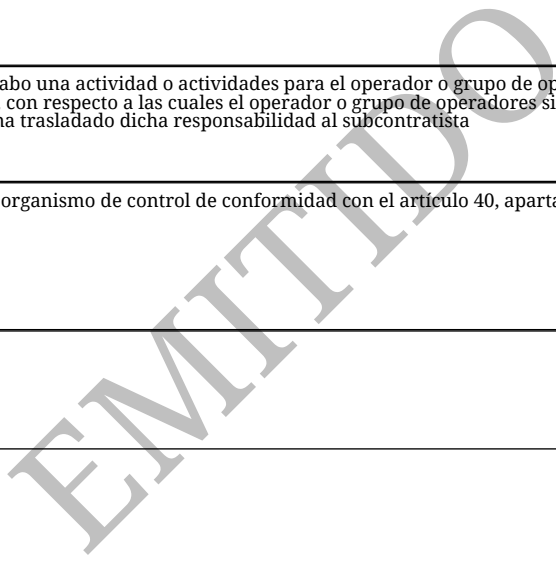 abo una actividad o actividades para el operador o grupo de op
con respecto a las cuales el operador o grupo de operadores si
na trasladado dicha responsabilidad al subcontratista
organismo de control de conformidad con el artículo 40, aparta
EMITIDO